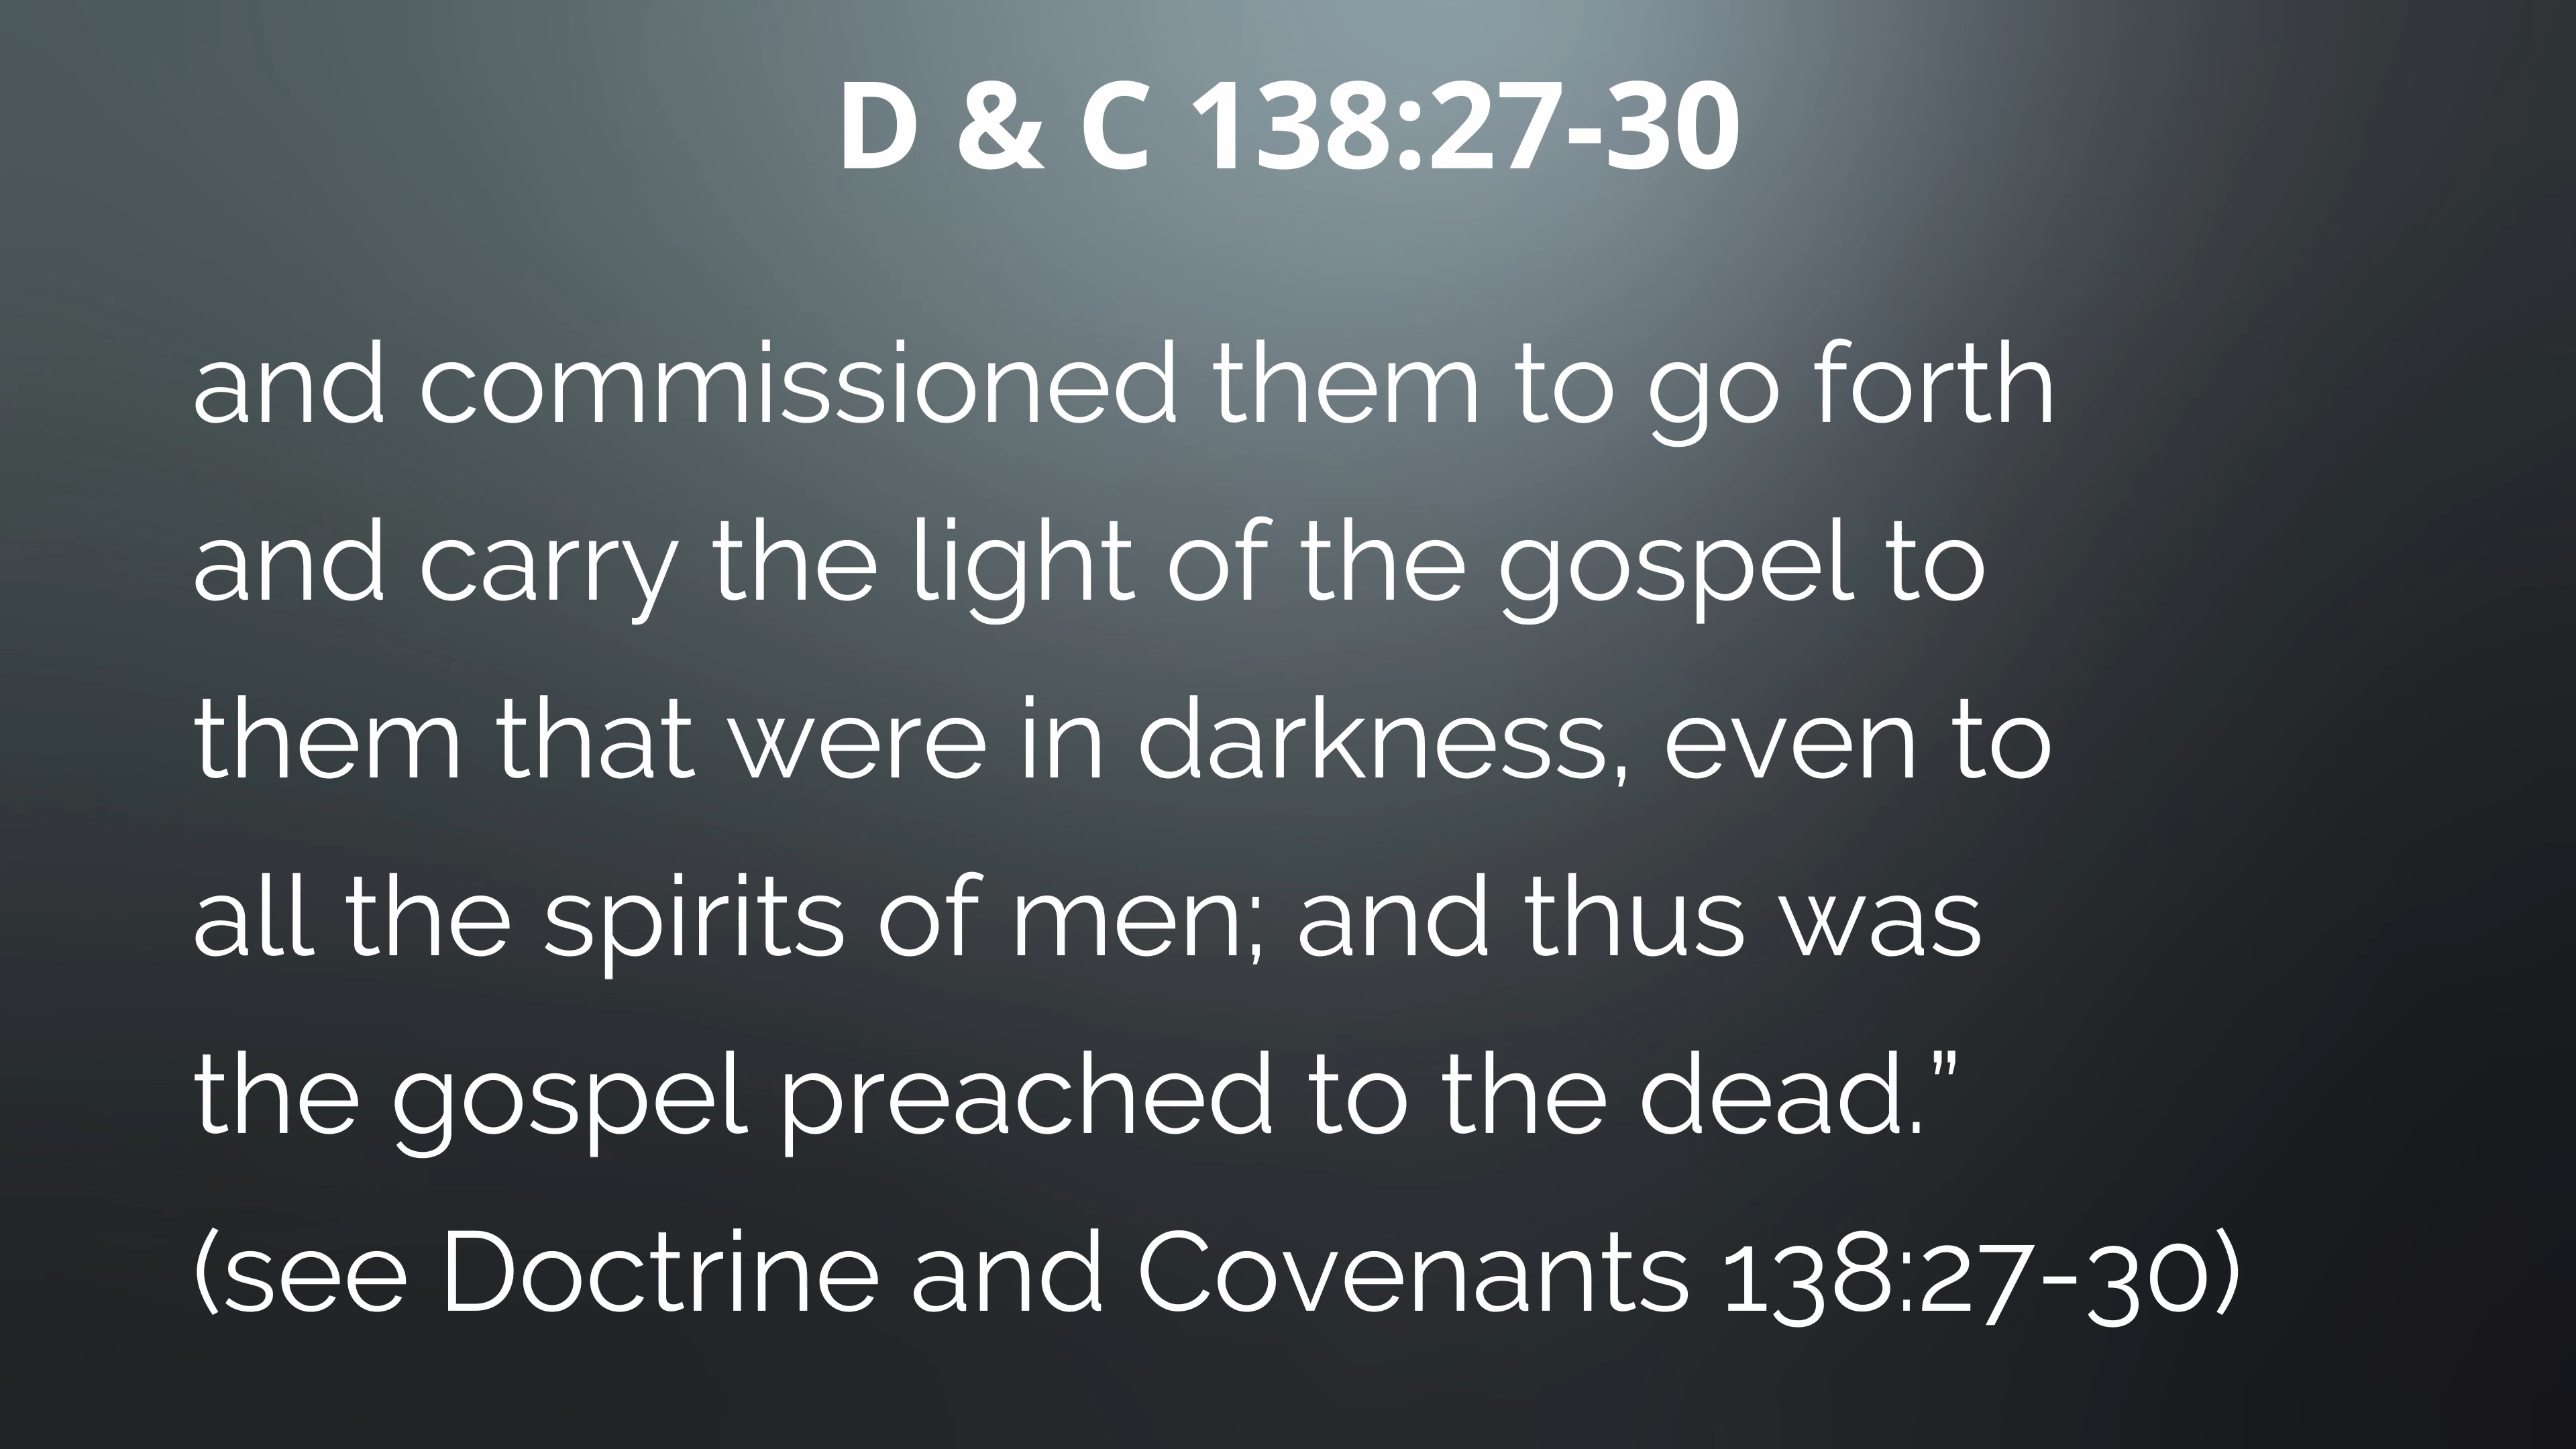 D & C 138:27-30
and commissioned them to go forth
and carry the light of the gospel to
them that were in darkness, even to
all the spirits of men; and thus was
the gospel preached to the dead.”
(see Doctrine and Covenants 138:27-30)